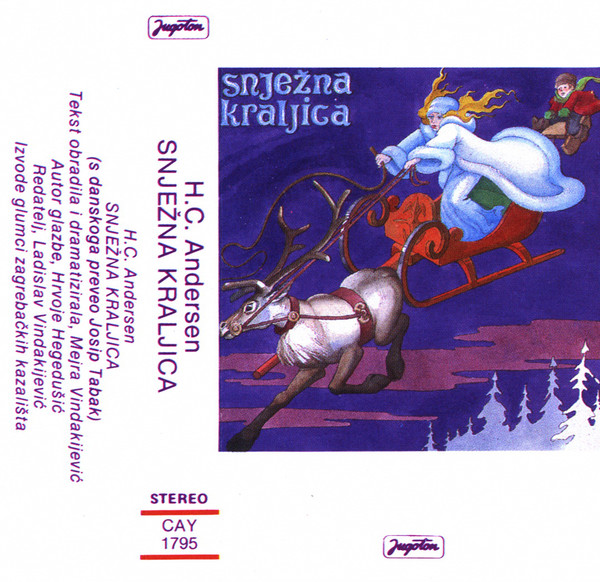 Jugoton
H.C. Andersen
SNJEŽNA KRALJICA
(s danskoga preveo Josip Tabak)
Tekst obradila i dramatizirala, Mejra Vinđakijević
Autor glazbe, Hrvoje Hegedušić
Redatelj, Ladislav Vindakijević
Izvode glumci zagrebačkih kazališta
H.C. Andersen
SNJEŽNA KRALJICA
STEREO
CAY
1795
snježna
kraljica
Jugoton